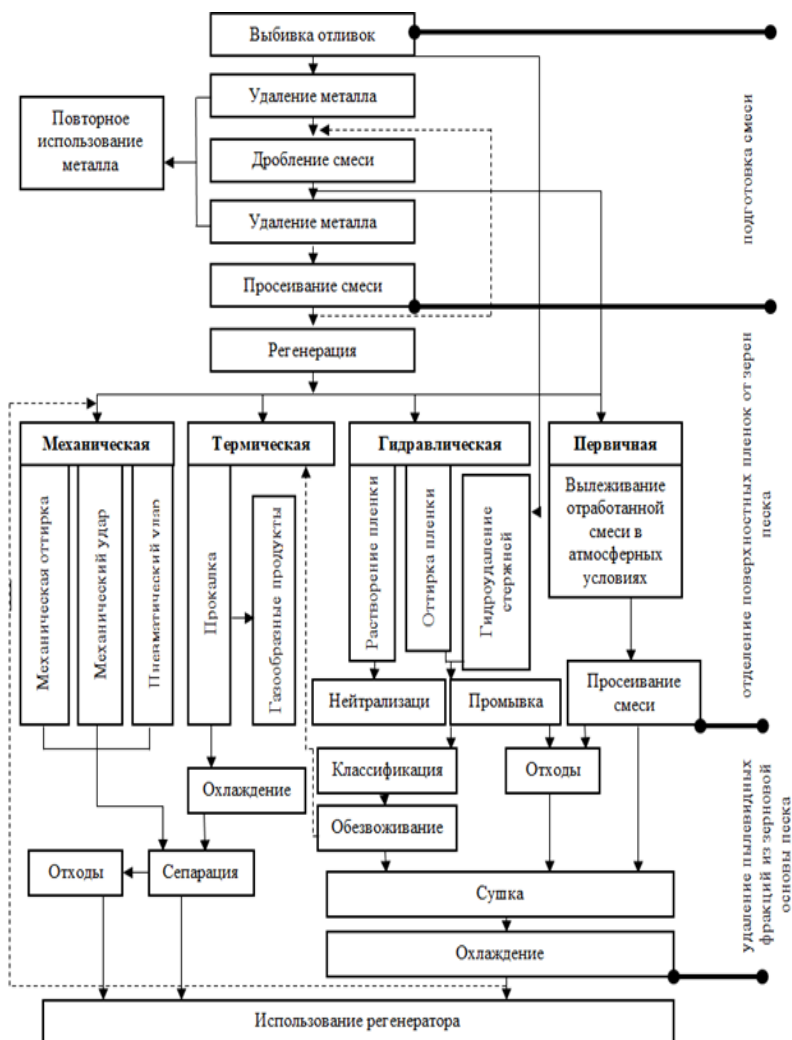 Выбивка отливок
Удаление металла
Повторное
использование
металла
Дробление смеси
Удаление металла
Просеивание смеси
Регенерация
подготовка смеси
Механическая
Термическая
Гидравлическая
Первичная
Механическая оттирка
Механический удар
Пневматический удар
Прокалка
Газообразные продукты
Растворение пленки
Оттирка пленки
Гидроудаление
стержней
Вылеживание
отработанной
смеси в
атмосферных
условиях
отделение поверхностных пленок от зерен
песка
Нейтрализаци
Промывка
Просеивание
смеси
Охлаждение
Классификация
Отходы
Обезвоживание
Отходы
Сепарация
Сушка
Охлаждение
удаление пылевидных
фракций из зерновой
основы песка
Использование регенератора